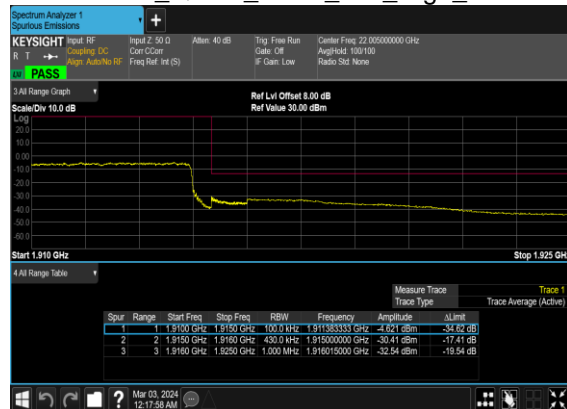 Spectrum Analyzer 1
Spurious Emissions
+
KEYSIGHT
R T
PASS
Input: RF
Coupling: DC
Align: Auto/No RF
Input Z: 50 Ω
Corr CCorr
Freq Ref: Int (S)
Atten: 40 dB
Trig: Free Run
Gate: Off
IF Gain: Low
Center Freq: 22.005000000 GHz
Avg|Hold: 100/100
Radio Std: None
3 All Range Graph
Ref Lvl Offset 8.00 dB
Scale/Div 10.0 dB
Ref Value 30.00 dBm
Log
20.0
10.0
0.00
-10.0
-20.0
-30.0
-40.0
-50.0
-60.0
Start 1.910 GHz
Stop 1.925 GH
4 All Range Table
Measure Trace Trace 1
Trace Type Trace Average (Active)
Spur Range Start Freq Stop Freq RBW Frequency Amplitude ΔLimit
1 1 1.9100 GHz 1.9150 GHz 100.0 kHz 1.911383333 GHz -4.621 dBm -34.62 dB
2 2 1.9150 GHz 1.9160 GHz 430.0 kHz 1.915000000 GHz -30.41 dBm -17.41 dB
3 3 1.9160 GHz 1.9250 GHz 1.000 MHz 1.916015000 GHz -32.54 dBm -19.54 dB
?
Mar 03, 2024
12:17:58 AM